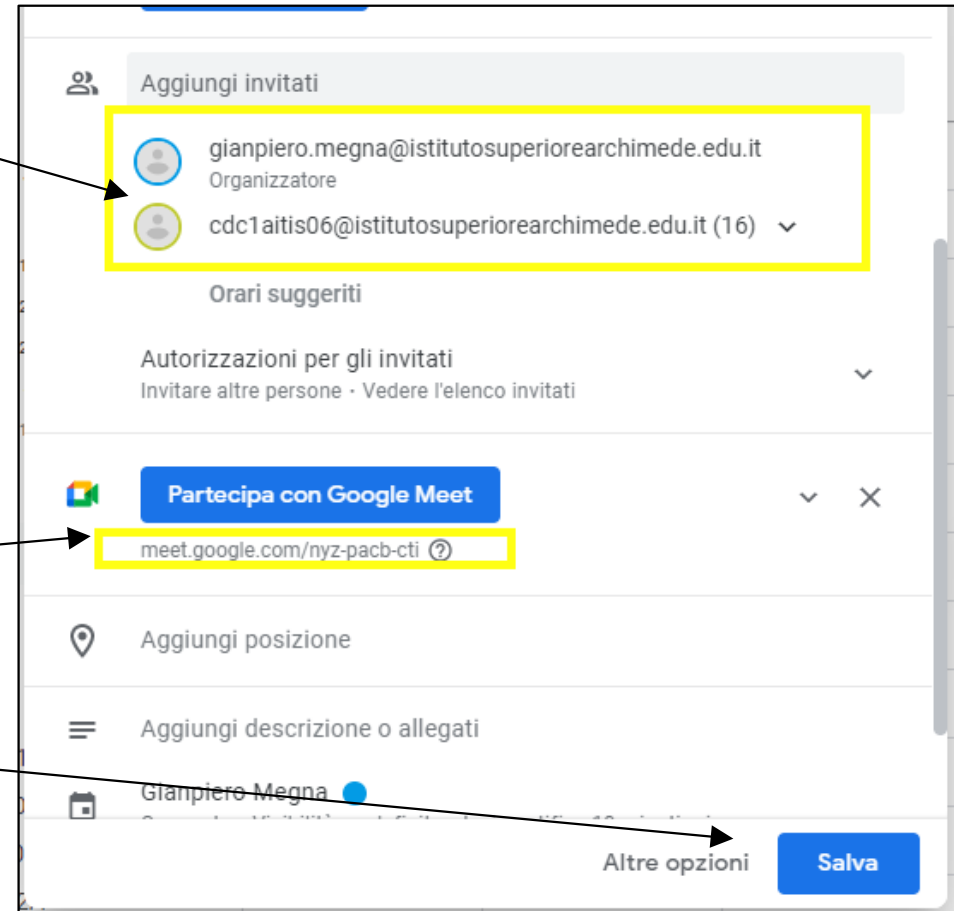 Aggiungi invitati
gianpiero.megna@istitutosuperiorearchimede.edu.it
Organizzatore
cdc1aitis06@istitutosuperiorearchimede.edu.it (16)
Orari suggeriti
Autorizzazioni per gli invitati
Invitare altre persone · Vedere l'elenco invitati
Partecipa con Google Meet
meet.google.com/nyz-pacb-cti
Aggiungi posizione
Aggiungi descrizione o allegati
Gianpiero Megna
Altre opzioni
Salva